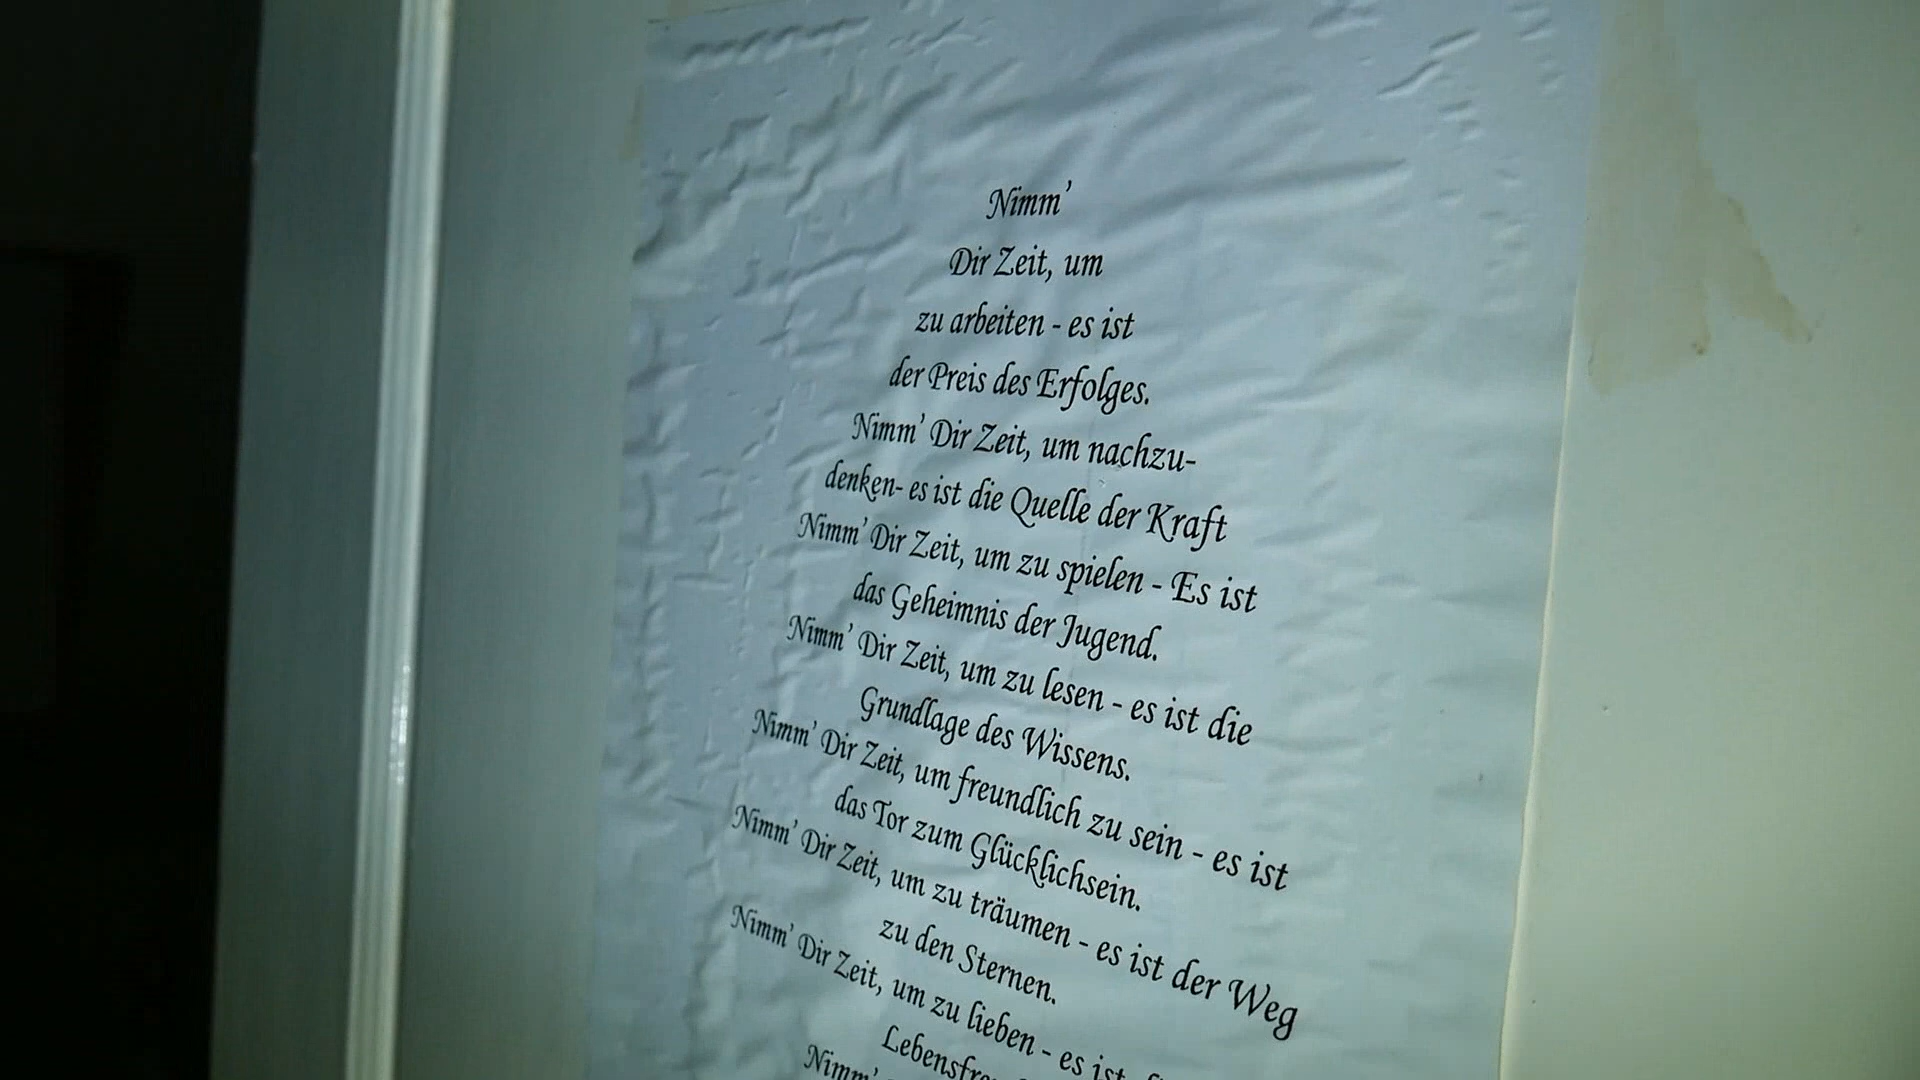 Nimm'
Dir Zeit, um
zu arbeiten - es ist
der Preis des Erfolges.
Nimm' Dir Zeit, um nachzu-
denken- es ist die Quelle der Kraft
Nimm' Dir Zeit, um zu spielen - Es ist
das Geheimnis der Jugend.
Nimm' Dir Zeit, um zu lesen - es ist die
Grundlage des Wissens.
Nimm' Dir Zeit, um freundlich zu sein - es ist
das Tor zum Glücklichsein.
Nimm' Dir Zeit, um zu träumen - es ist der Weg
zu den Sternen.
Nimm' Dir Zeit, um zu lieben - es ist
Nimm'